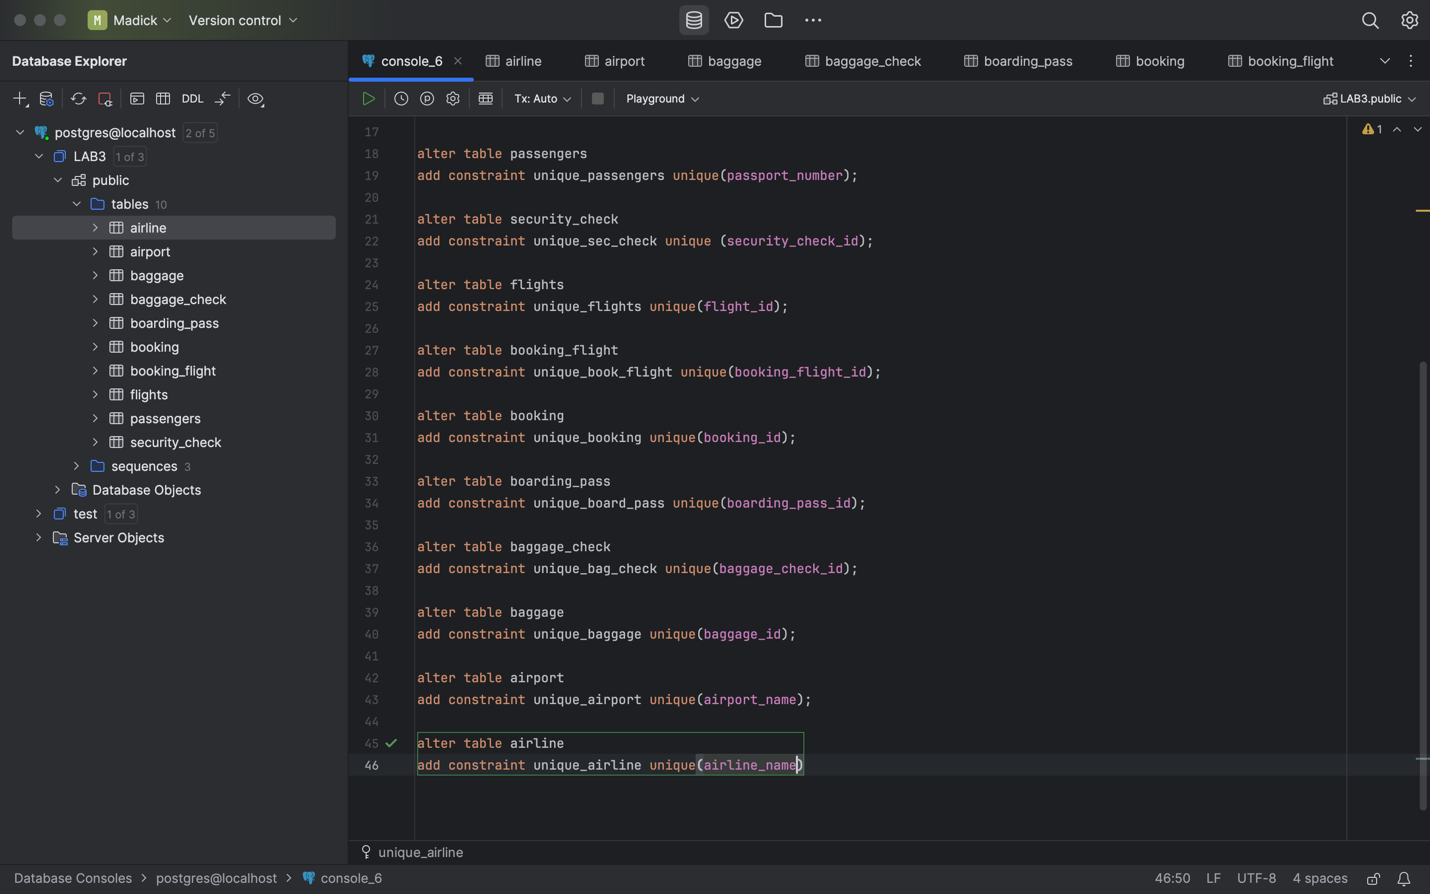 M Madick Version control
Database Explorer
console_6 airline airport baggage baggage_check boarding_pass booking booking_flight
DDL Tx: Auto Playground LAB3.public
postgres@localhost 2 of 5
LAB3 1 of 3
public
tables 10
airline
airport
baggage
baggage_check
boarding_pass
booking
booking_flight
flights
passengers
security_check
sequences 3
Database Objects
test 1 of 3
Server Objects
1
17
18 alter table passengers
19 add constraint unique_passengers unique(passport_number);
20
21 alter table security_check
22 add constraint unique_sec_check unique (security_check_id);
23
24 alter table flights
25 add constraint unique_flights unique(flight_id);
26
27 alter table booking_flight
28 add constraint unique_book_flight unique(booking_flight_id);
29
30 alter table booking
31 add constraint unique_booking unique(booking_id);
32
33 alter table boarding_pass
34 add constraint unique_board_pass unique(boarding_pass_id);
35
36 alter table baggage_check
37 add constraint unique_bag_check unique(baggage_check_id);
38
39 alter table baggage
40 add constraint unique_baggage unique(baggage_id);
41
42 alter table airport
43 add constraint unique_airport unique(airport_name);
44
45 alter table airline
46 add constraint unique_airline unique(airline_name)
unique_airline
Database Consoles > postgres@localhost > console_6 46:50 LF UTF-8 4 spaces